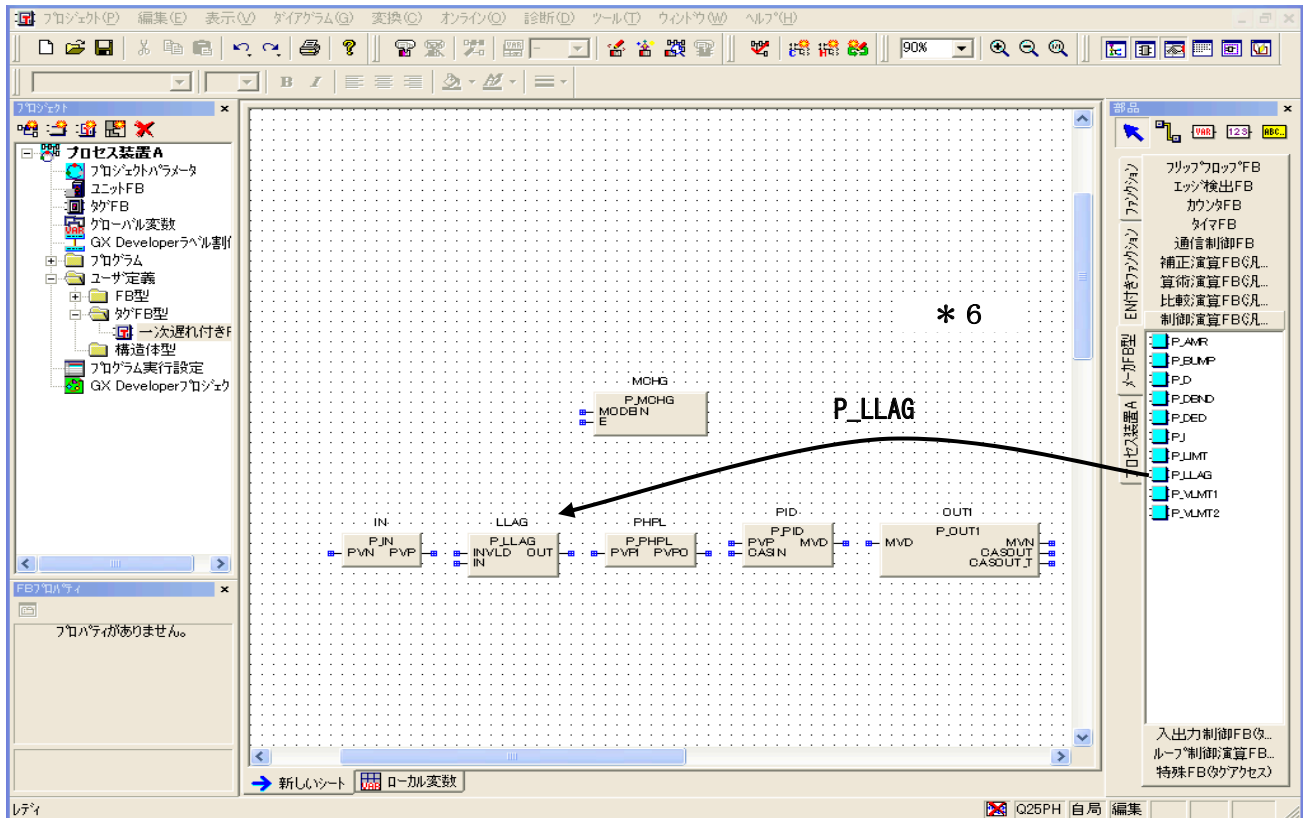 プロジェクト(P) 編集(E) 表示(V) ダイアグラム(G) 変換(C) オンライン(O) 診断(D) ツール(T) ウィンドウ(W) ヘルプ(H)
90%
B I
プロジェクト
プロセス装置A
プロジェクトパラメータ
ユニットFB
タグFB
グローバル変数
GX Developerラベル割
プログラム
ユーザ定義
FB型
タグFB型
一次遅れ付きF
構造体型
プログラム実行設定
GX Developerプロジェク
FBプロパティ
プロパティがありません。
*6
MCHG
P_MCHG
MODEIN
E
P_LLAG
IN
P_IN
PVN PVP
LLAG
P_LLAG
INVLD OUT
IN
PHPL
P_PHPL
PVPI PVPO
PID
P_PID
PVP MVD
CASIN
OUT1
P_OUT1
MVD MVN
CASOUT
CASOUT_T
新しいシート ローカル変数
部品
VAR 123 ABC..
ファンクション
EN付きファンクション
メーカFB型
プロセス装置A
フリップフロップFB
エッジ検出FB
カウンタFB
タイマFB
通信制御FB
補正演算FB(汎...
算術演算FB(汎...
比較演算FB(汎...
制御演算FB(汎...
P_AMR
P_BUMP
P_D
P_DBND
P_DED
P_I
P_LIMT
P_LLAG
P_VLMT1
P_VLMT2
入出力制御FB(タ...
ループ制御演算FB...
特殊FB(タグアクセス)
レディ
Q25PH 自局 編集